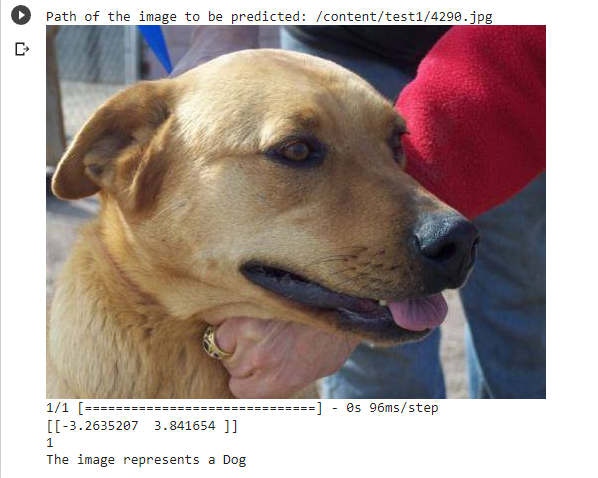 Path of the image to be predicted: /content/test1/4290.jpg
1/1 [==============================] - 0s 96ms/step
[[-3.2635207  3.841654 ]]
1
The image represents a Dog